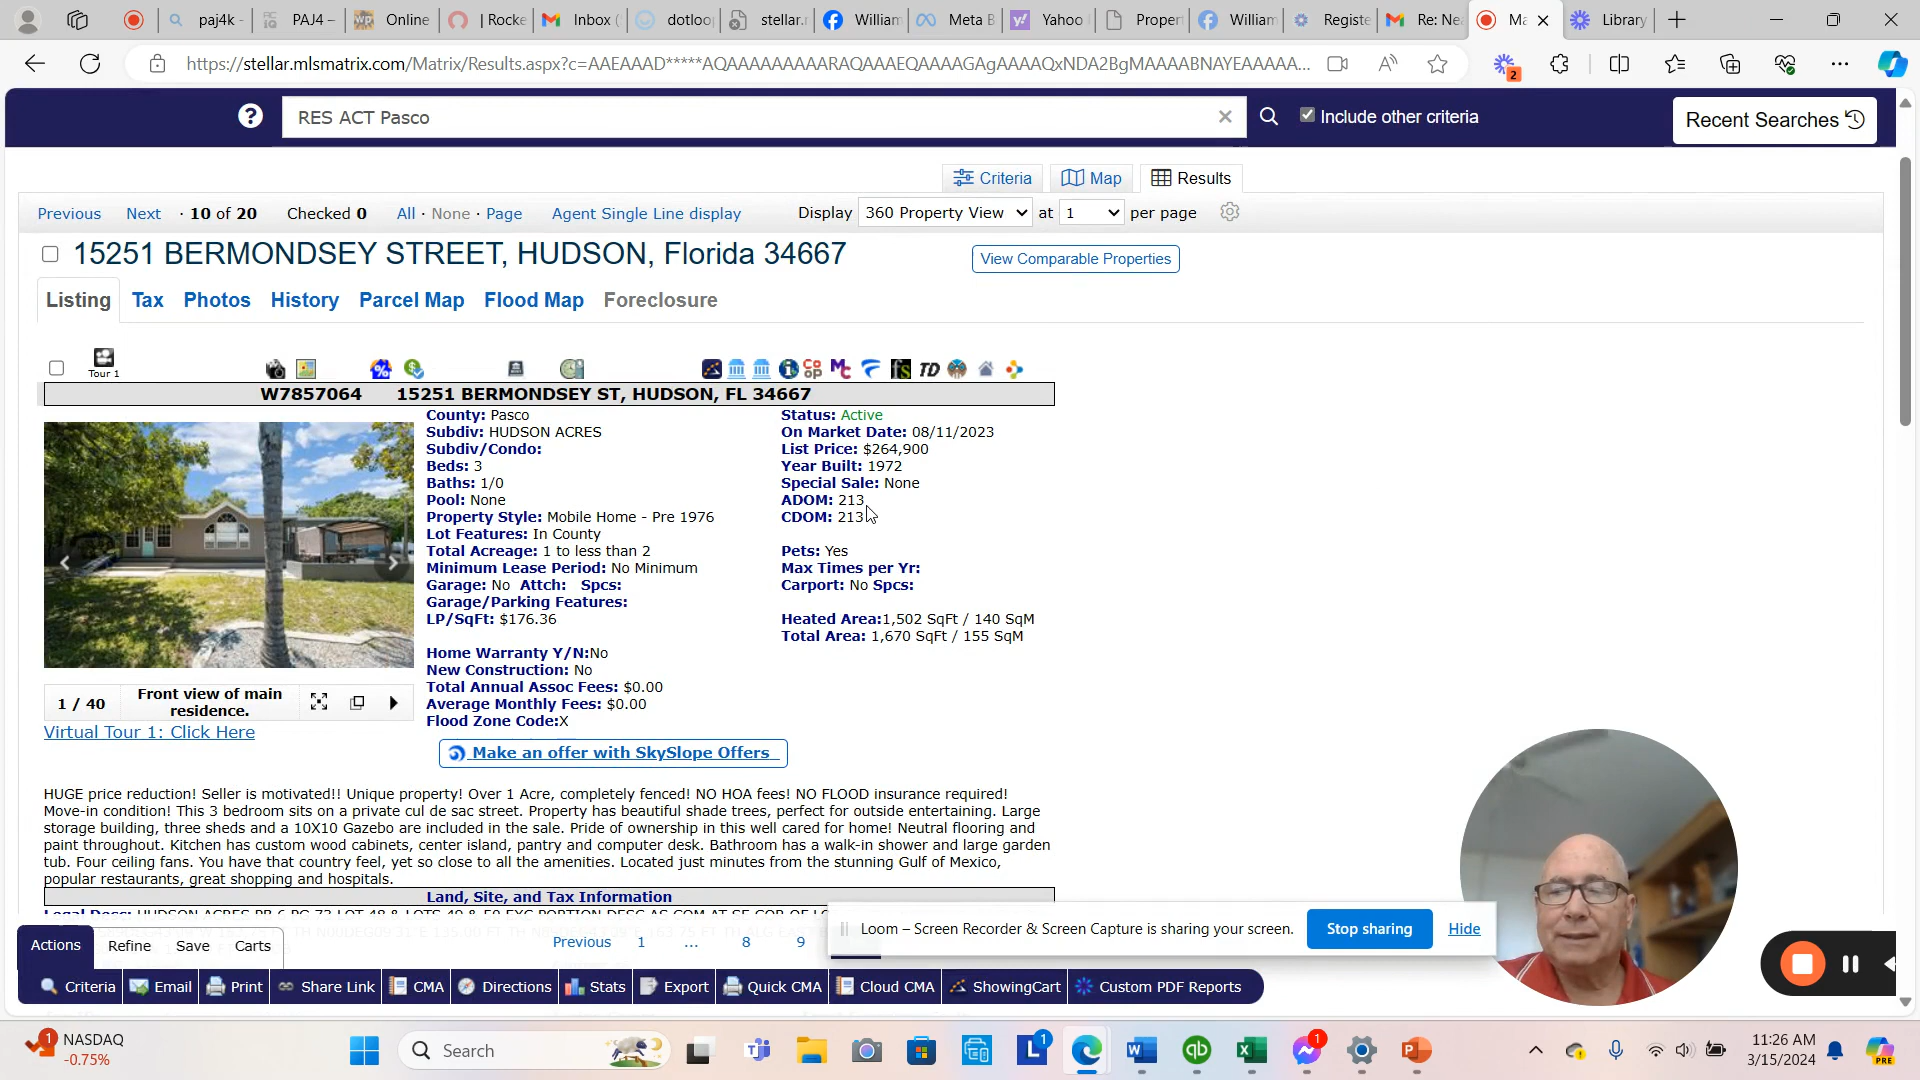 paj4k -
PAJ4 –
Online
| Rocke
Inbox (
dotloo
stellar.r
William
Meta B
Yahoo
Proper
William
Registe
Re: Ne
Ma
Library
https://stellar.mlsmatrix.com/Matrix/Results.aspx?c=AAEAAAD*****AQAAAAAAAAARAQAAAEQAAAAGAgAAAAQxNDA2BgMAAAABNAYEAAAAA...
2
RES ACT Pasco
Include other criteria
Recent Searches
Criteria
Map
Results
Previous Next · 10 of 20 Checked 0 All · None · Page Agent Single Line display Display 360 Property View at 1 per page
15251 BERMONDSEY STREET, HUDSON, Florida 34667
View Comparable Properties
Listing Tax Photos History Parcel Map Flood Map Foreclosure
Tour 1
W7857064 15251 BERMONDSEY ST, HUDSON, FL 34667
County: Pasco
Subdiv: HUDSON ACRES
Subdiv/Condo:
Beds: 3
Baths: 1/0
Pool: None
Property Style: Mobile Home - Pre 1976
Lot Features: In County
Total Acreage: 1 to less than 2
Minimum Lease Period: No Minimum
Garage: No Attch: Spcs:
Garage/Parking Features:
LP/SqFt: $176.36
Home Warranty Y/N:No
New Construction: No
Total Annual Assoc Fees: $0.00
Average Monthly Fees: $0.00
Flood Zone Code:X
Status: Active
On Market Date: 08/11/2023
List Price: $264,900
Year Built: 1972
Special Sale: None
ADOM: 213
CDOM: 213
Pets: Yes
Max Times per Yr:
Carport: No Spcs:
Heated Area:1,502 SqFt / 140 SqM
Total Area: 1,670 SqFt / 155 SqM
1 / 40
Front view of main
residence.
Virtual Tour 1: Click Here
Make an offer with SkySlope Offers
HUGE price reduction! Seller is motivated!! Unique property! Over 1 Acre, completely fenced! NO HOA fees! NO FLOOD insurance required!
Move-in condition! This 3 bedroom sits on a private cul de sac street. Property has beautiful shade trees, perfect for outside entertaining. Large
storage building, three sheds and a 10X10 Gazebo are included in the sale. Pride of ownership in this well cared for home! Neutral flooring and
paint throughout. Kitchen has custom wood cabinets, center island, pantry and computer desk. Bathroom has a walk-in shower and large garden
tub. Four ceiling fans. You have that country feel, yet so close to all the amenities. Located just minutes from the stunning Gulf of Mexico,
popular restaurants, great shopping and hospitals.
Land, Site, and Tax Information
Loom – Screen Recorder & Screen Capture is sharing your screen.
Stop sharing
Hide
Actions Refine Save Carts
Previous 1 ... 8 9
Criteria Email Print Share Link CMA Directions Stats Export Quick CMA Cloud CMA ShowingCart Custom PDF Reports
1
NASDAQ
-0.75%
Search
1
1
11:26 AM
3/15/2024
PRE